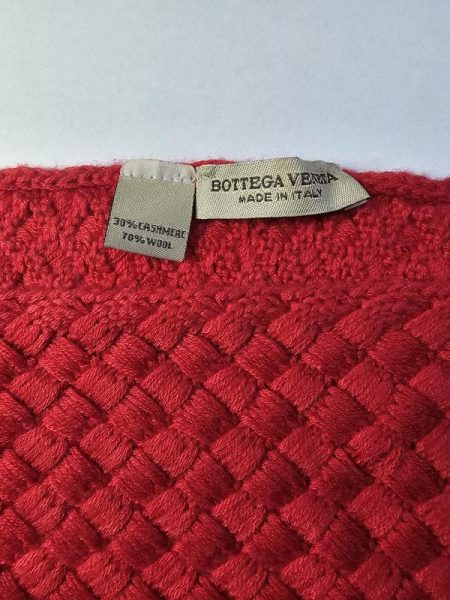 BOTTEGA VENETA
MADE IN ITALY
30% CASHMERE
70% WOOL